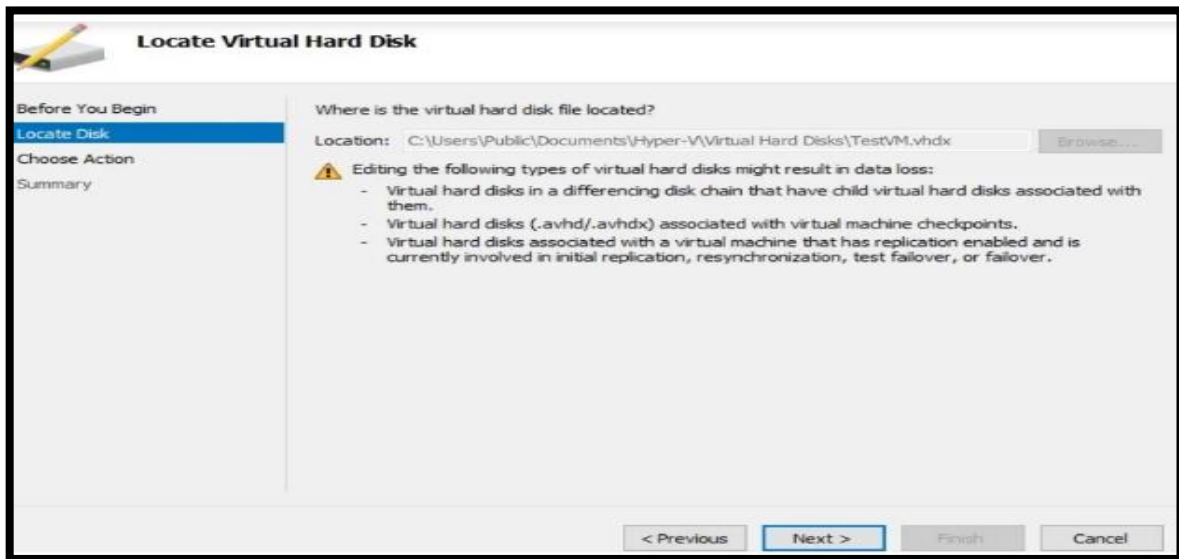 Locate Virtual Hard Disk
Before You Begin
Locate Disk
Choose Action
Summary
Where is the virtual hard disk file located?
Location: C:\Users\Public\Documents\Hyper-V\Virtual Hard Disks\TestVM.vhdx Browse...
Editing the following types of virtual hard disks might result in data loss:
- Virtual hard disks in a differencing disk chain that have child virtual hard disks associated with
them.
- Virtual hard disks (.avhd/.avhdx) associated with virtual machine checkpoints.
- Virtual hard disks associated with a virtual machine that has replication enabled and is
currently involved in initial replication, resynchronization, test failover, or failover.
< Previous Next > Finish Cancel